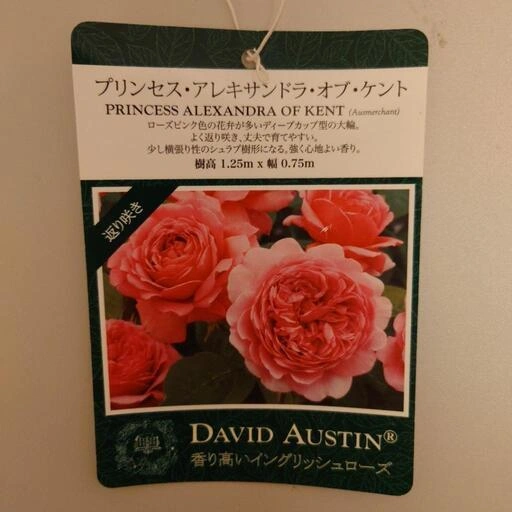 プリンセス・アレキサンドラ・オブ・ケント
PRINCESS ALEXANDRA OF KENT (Ausmerchant)
ローズピンク色の花弁が多いディープカップ型の大輪。
よく返り咲き、丈夫で育てやすい。
少し横張り性のシュラブ樹形になる。強く心地よい香り。
樹高 1.25m x 幅 0.75m
返り咲き
DAVID AUSTIN®
香り高いイングリッシュローズ